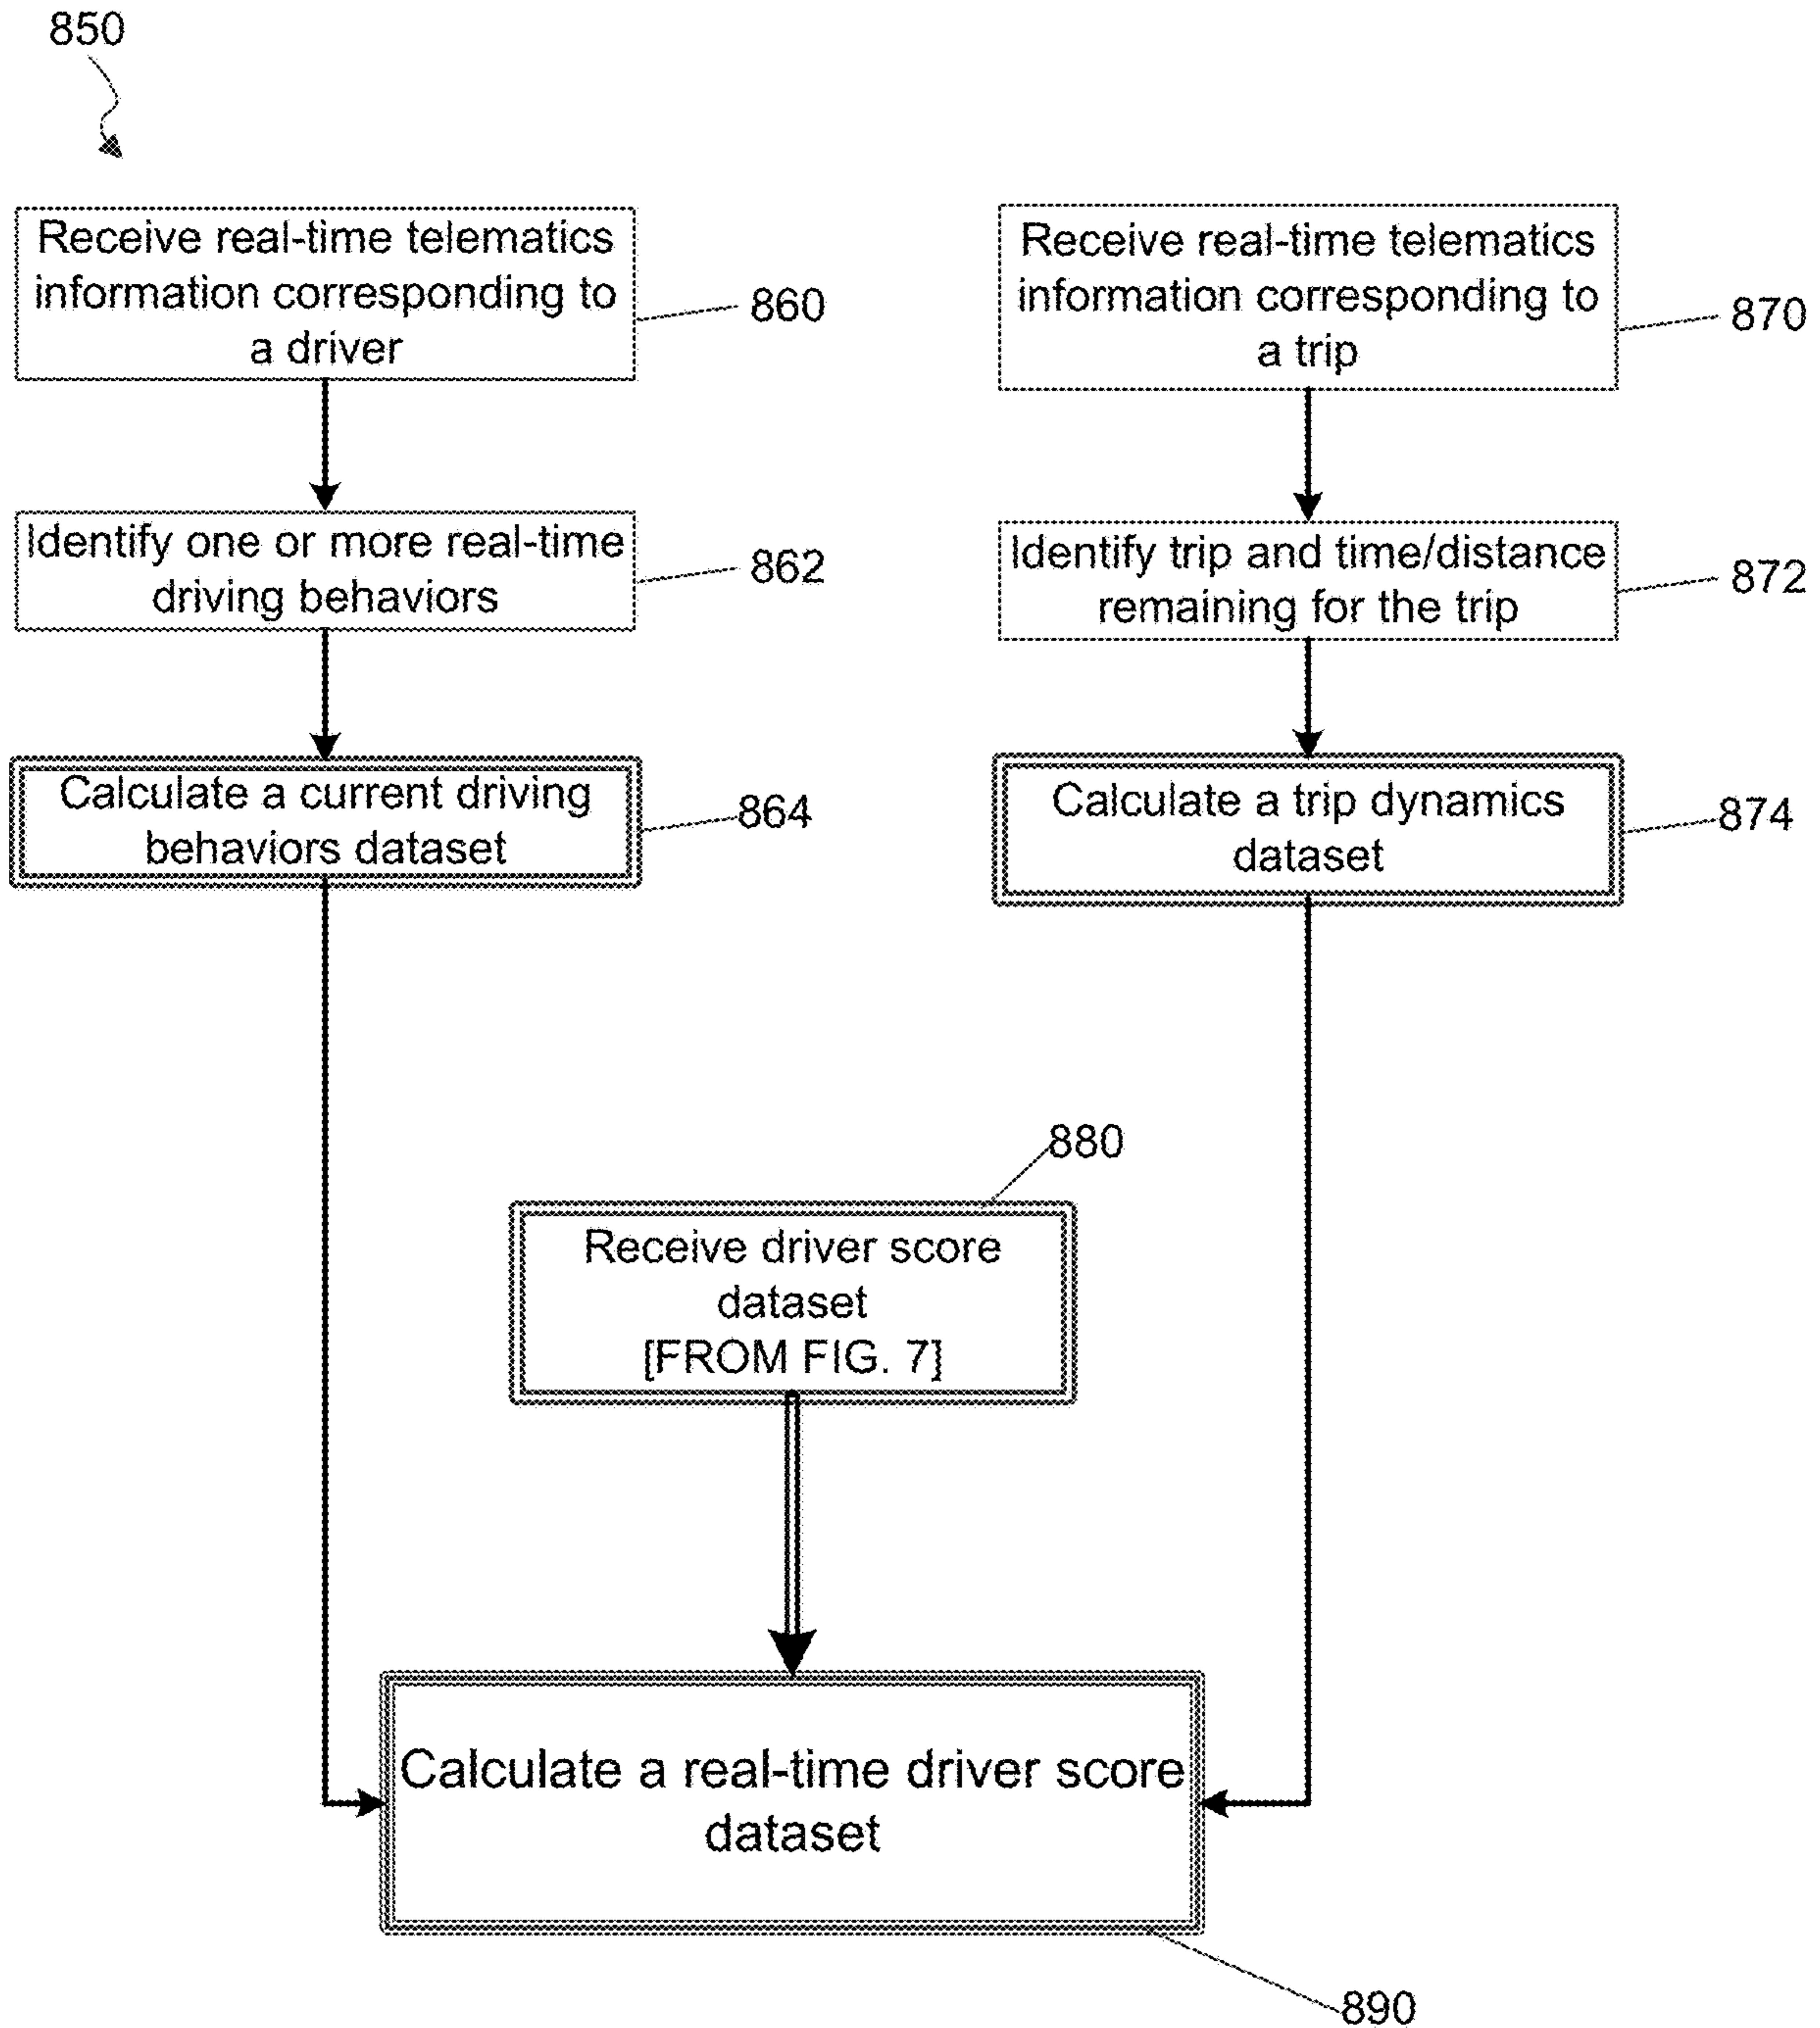 850
Receive real-time telematics
information corresponding to
a driver
860
Receive real-time telematics
information corresponding to
a trip
870
Identify one or more real-time
driving behaviors
862
Identify trip and time/distance
remaining for the trip
872
Calculate a current driving
behaviors dataset
864
Calculate a trip dynamics
dataset
874
880
Receive driver score
dataset
[FROM FIG. 7]
Calculate a real-time driver score
dataset
890